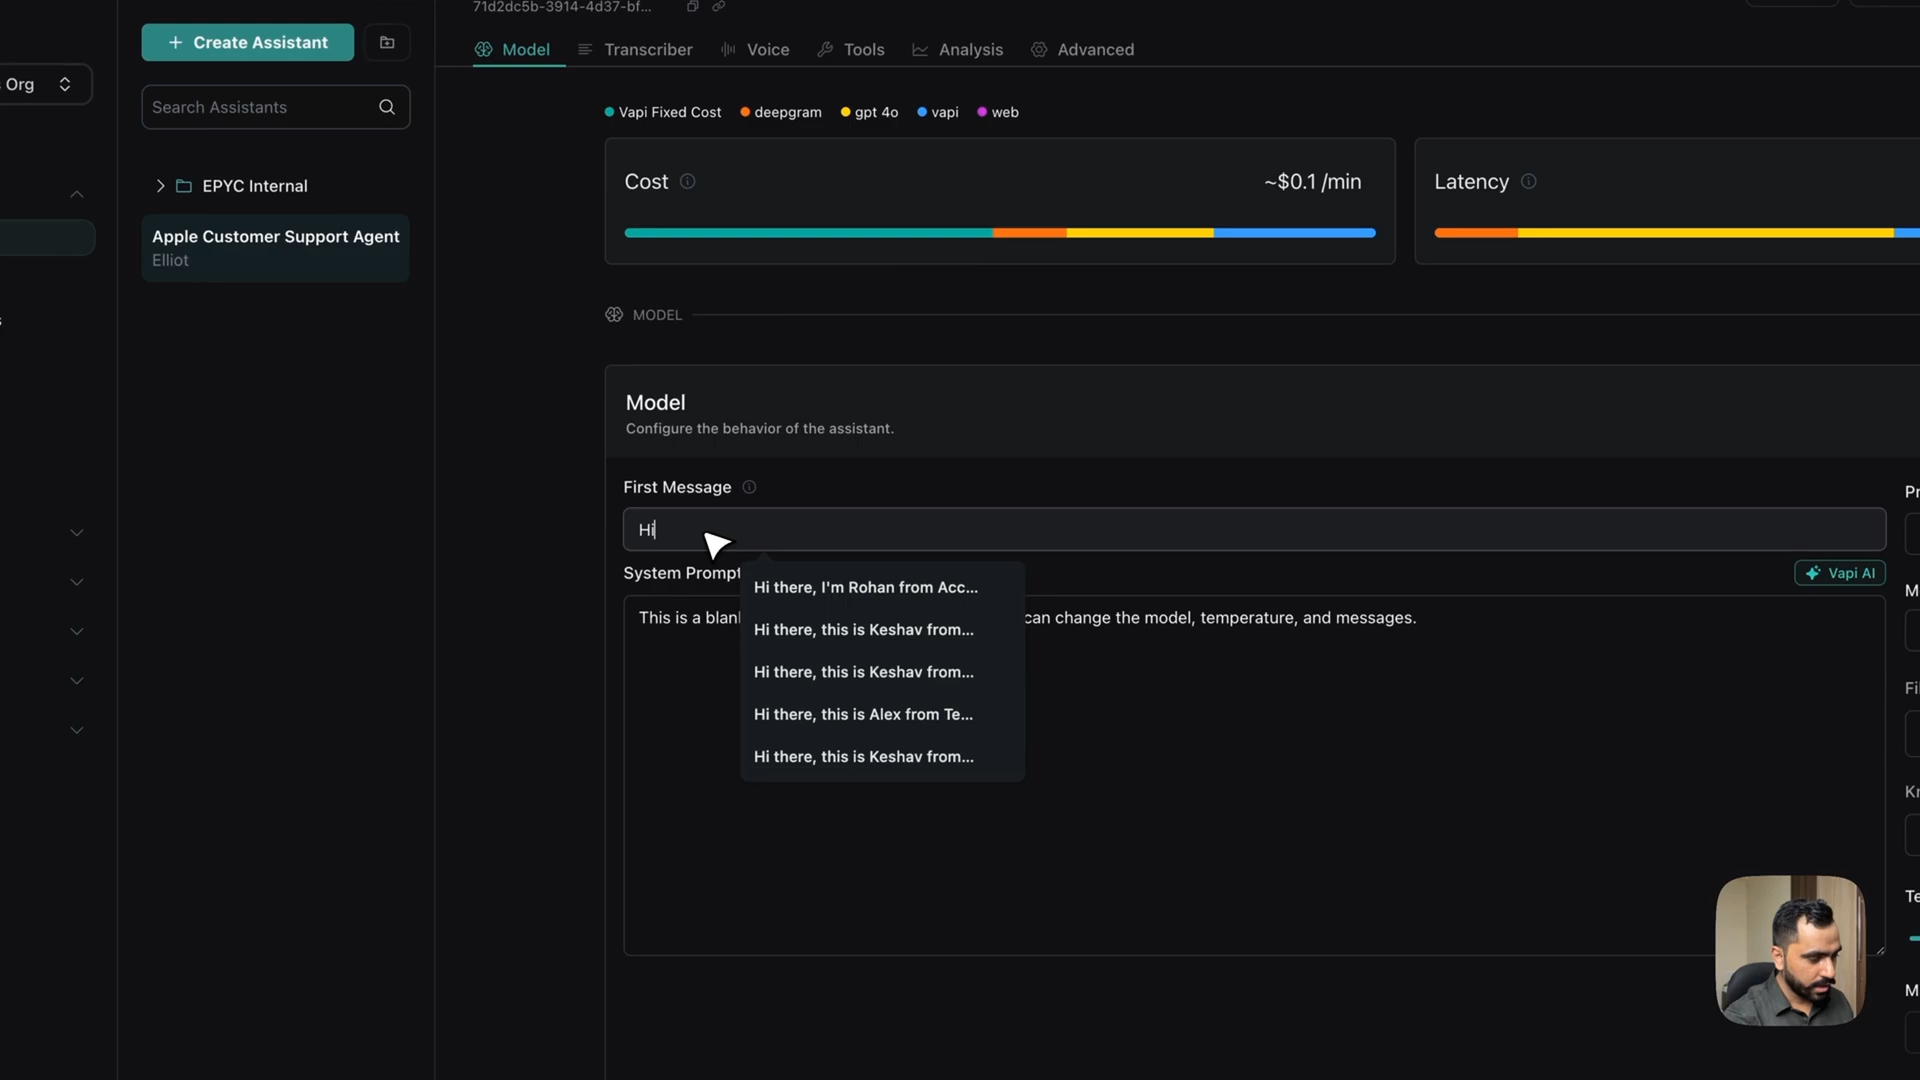 71d2dc5b-3914-4d37-bf...
Create Assistant
Org
Search Assistants
EPYC Internal
Apple Customer Support Agent
Elliot
Model
Transcriber
Voice
Tools
Analysis
Advanced
Vapi Fixed Cost
deepgram
gpt 4o
vapi
web
Cost
~$0.1 /min
Latency
MODEL
Model
Configure the behavior of the assistant.
First Message
Hi
System Prompt
Vapi AI
This is a blan
can change the model, temperature, and messages.
Hi there, I'm Rohan from Acc...
Hi there, this is Keshav from...
Hi there, this is Keshav from...
Hi there, this is Alex from Te...
Hi there, this is Keshav from...